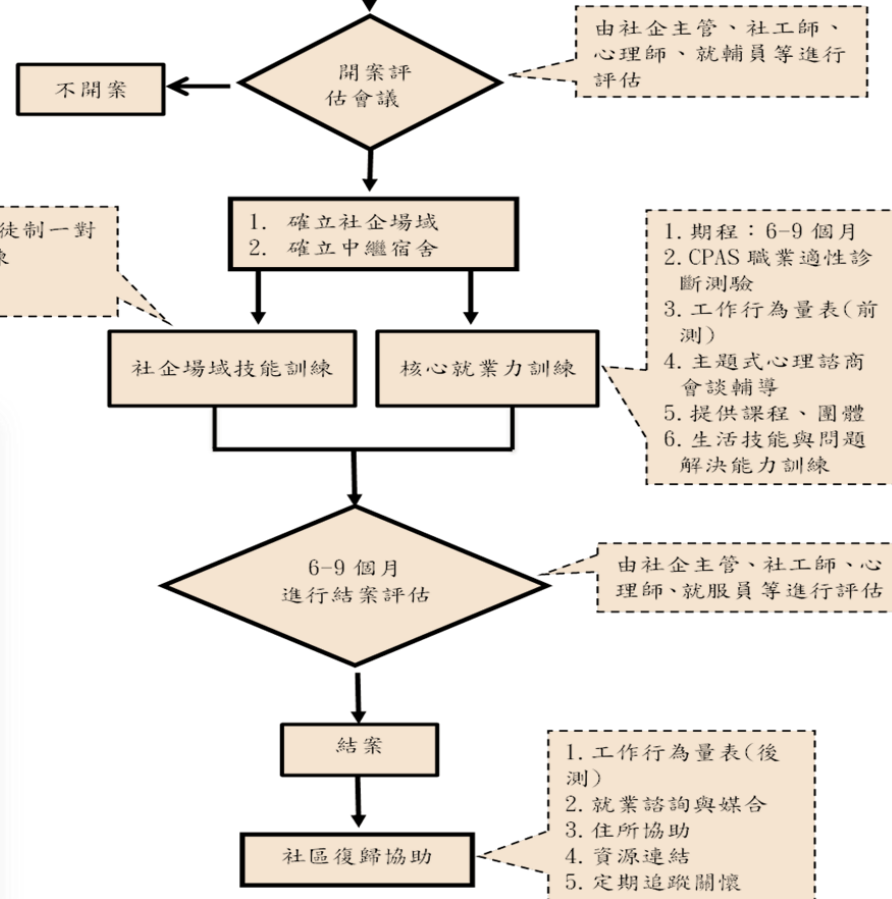 由社企主管、社工師、
心理師、就輔員等進行
評估
開案評
估會議
不開案
1. 確立社企場域
2. 確立中繼宿舍
徒制一對
1. 期程：6-9 個月
2. CPAS 職業適性診
斷測驗
3. 工作行為量表(前
測)
4. 主題式心理諮商
會談輔導
5. 提供課程、團體
6. 生活技能與問題
解決能力訓練
社企場域技能訓練
核心就業力訓練
6-9 個月
進行結案評估
由社企主管、社工師、心
理師、就服員等進行評估
結案
1. 工作行為量表(後
測)
2. 就業諮詢與媒合
3. 住所協助
4. 資源連結
5. 定期追蹤關懷
社區復歸協助